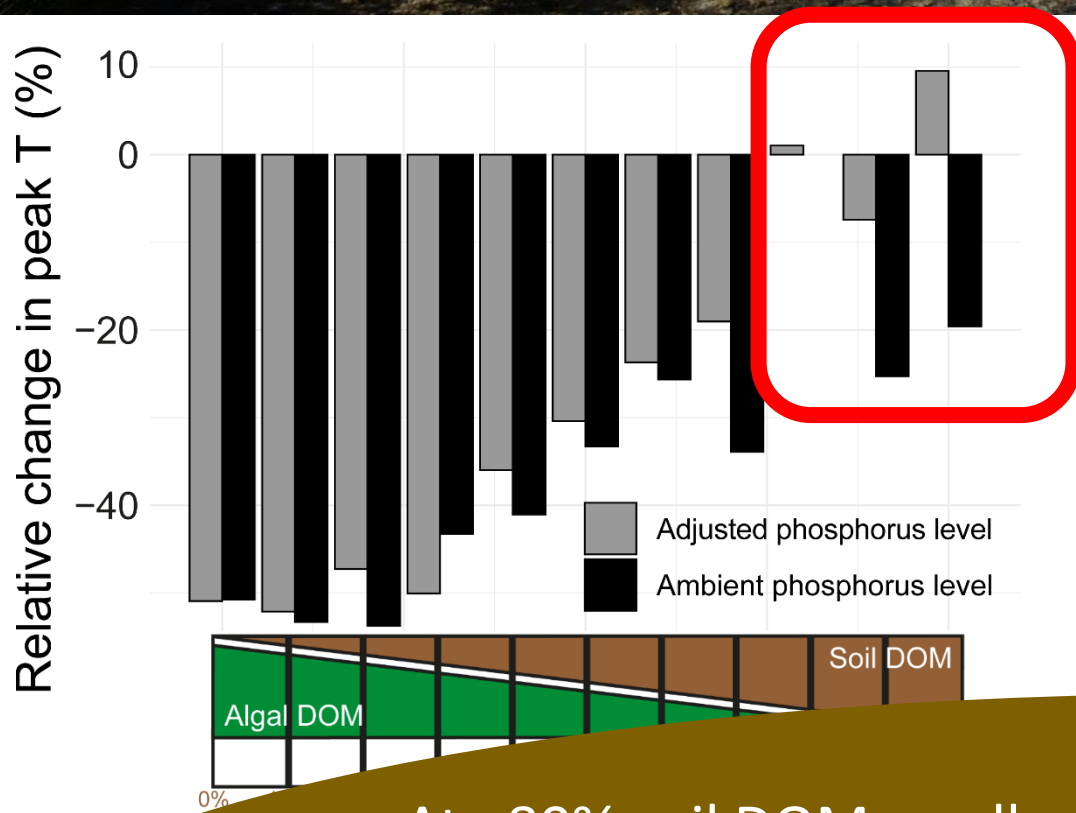 Relative change in peak T (%)
10
0
−20
−40
Adjusted phosphorus level
Ambient phosphorus level
Soil DOM
Algal DOM
0%